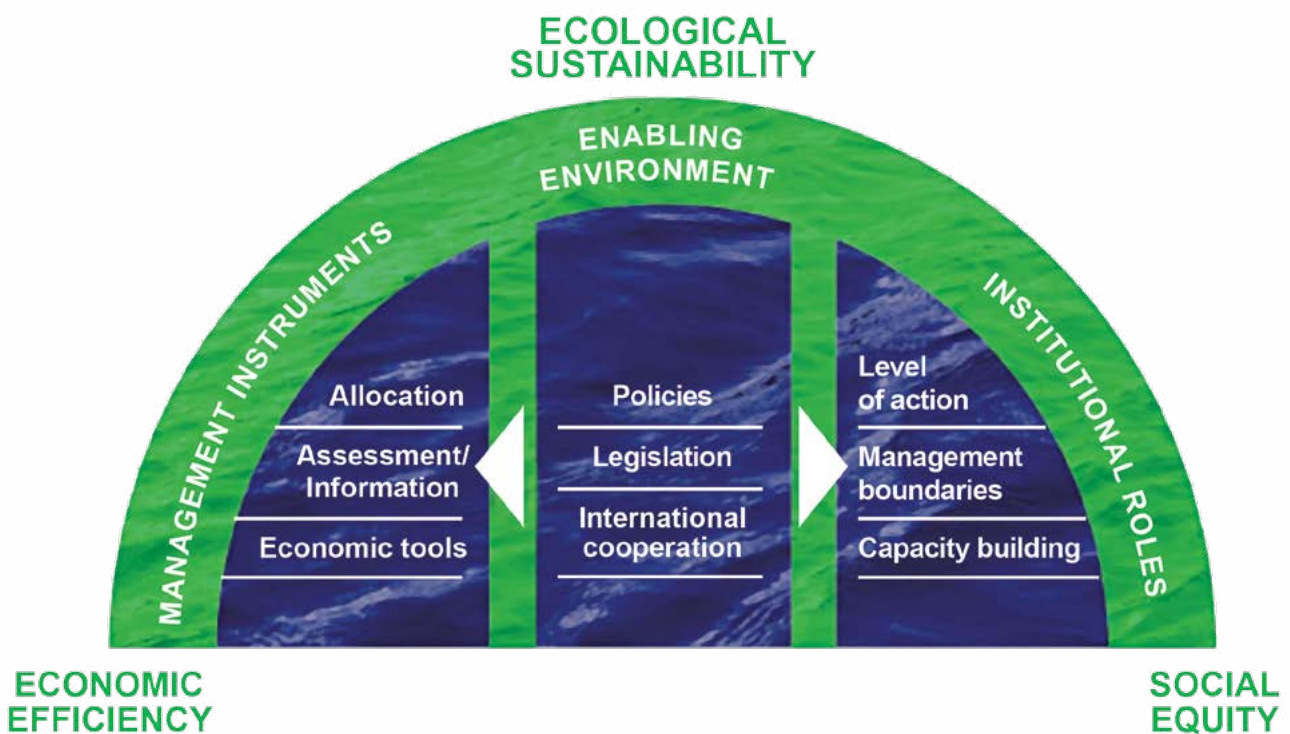 ECOLOGICAL
SUSTAINABILITY
ENABLING
ENVIRONMENT
MANAGEMENT INSTRUMENTS
INSTITUTIONAL ROLES
Allocation
Assessment/
Information
Economic tools
Policies
Legislation
International
cooperation
Level
of action
Management
boundaries
Capacity building
ECONOMIC
EFFICIENCY
SOCIAL
EQUITY